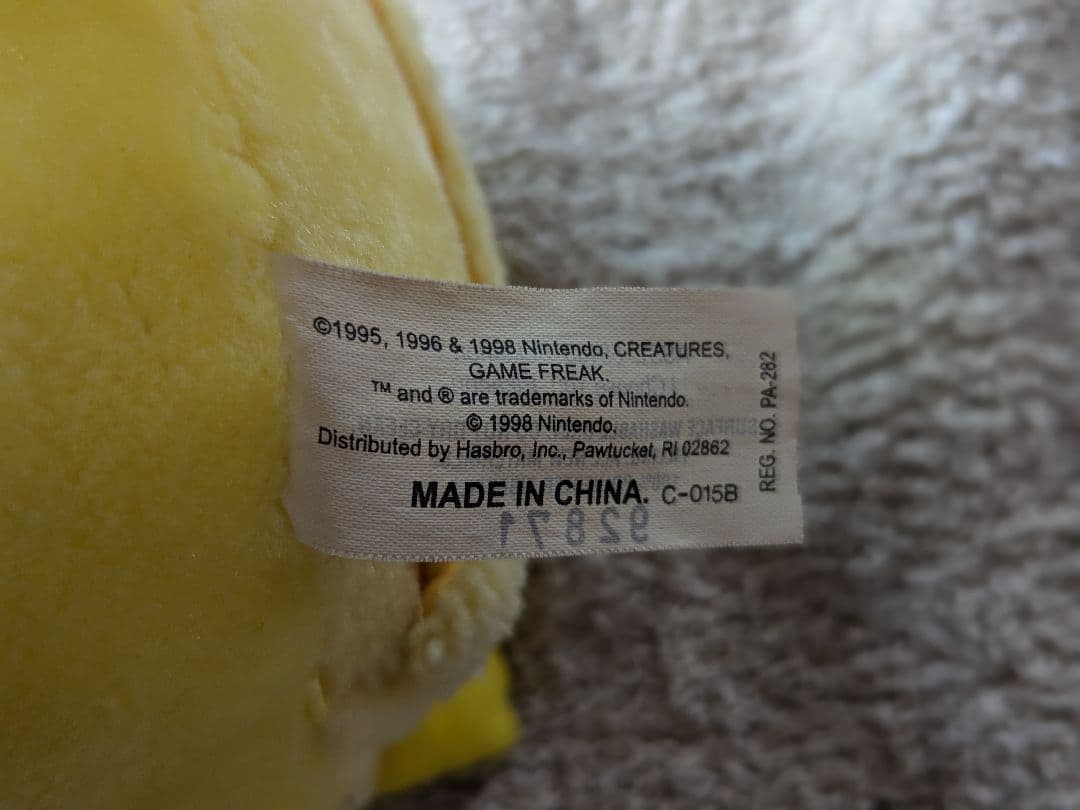 ©1995, 1996 & 1998 Nintendo, CREATURES,
GAME FREAK.
™ and ® are trademarks of Nintendo.
© 1998 Nintendo.
Distributed by Hasbro, Inc., Pawtucket, RI 02862
MADE IN CHINA. C-015B
REG. NO. PA-282
92871